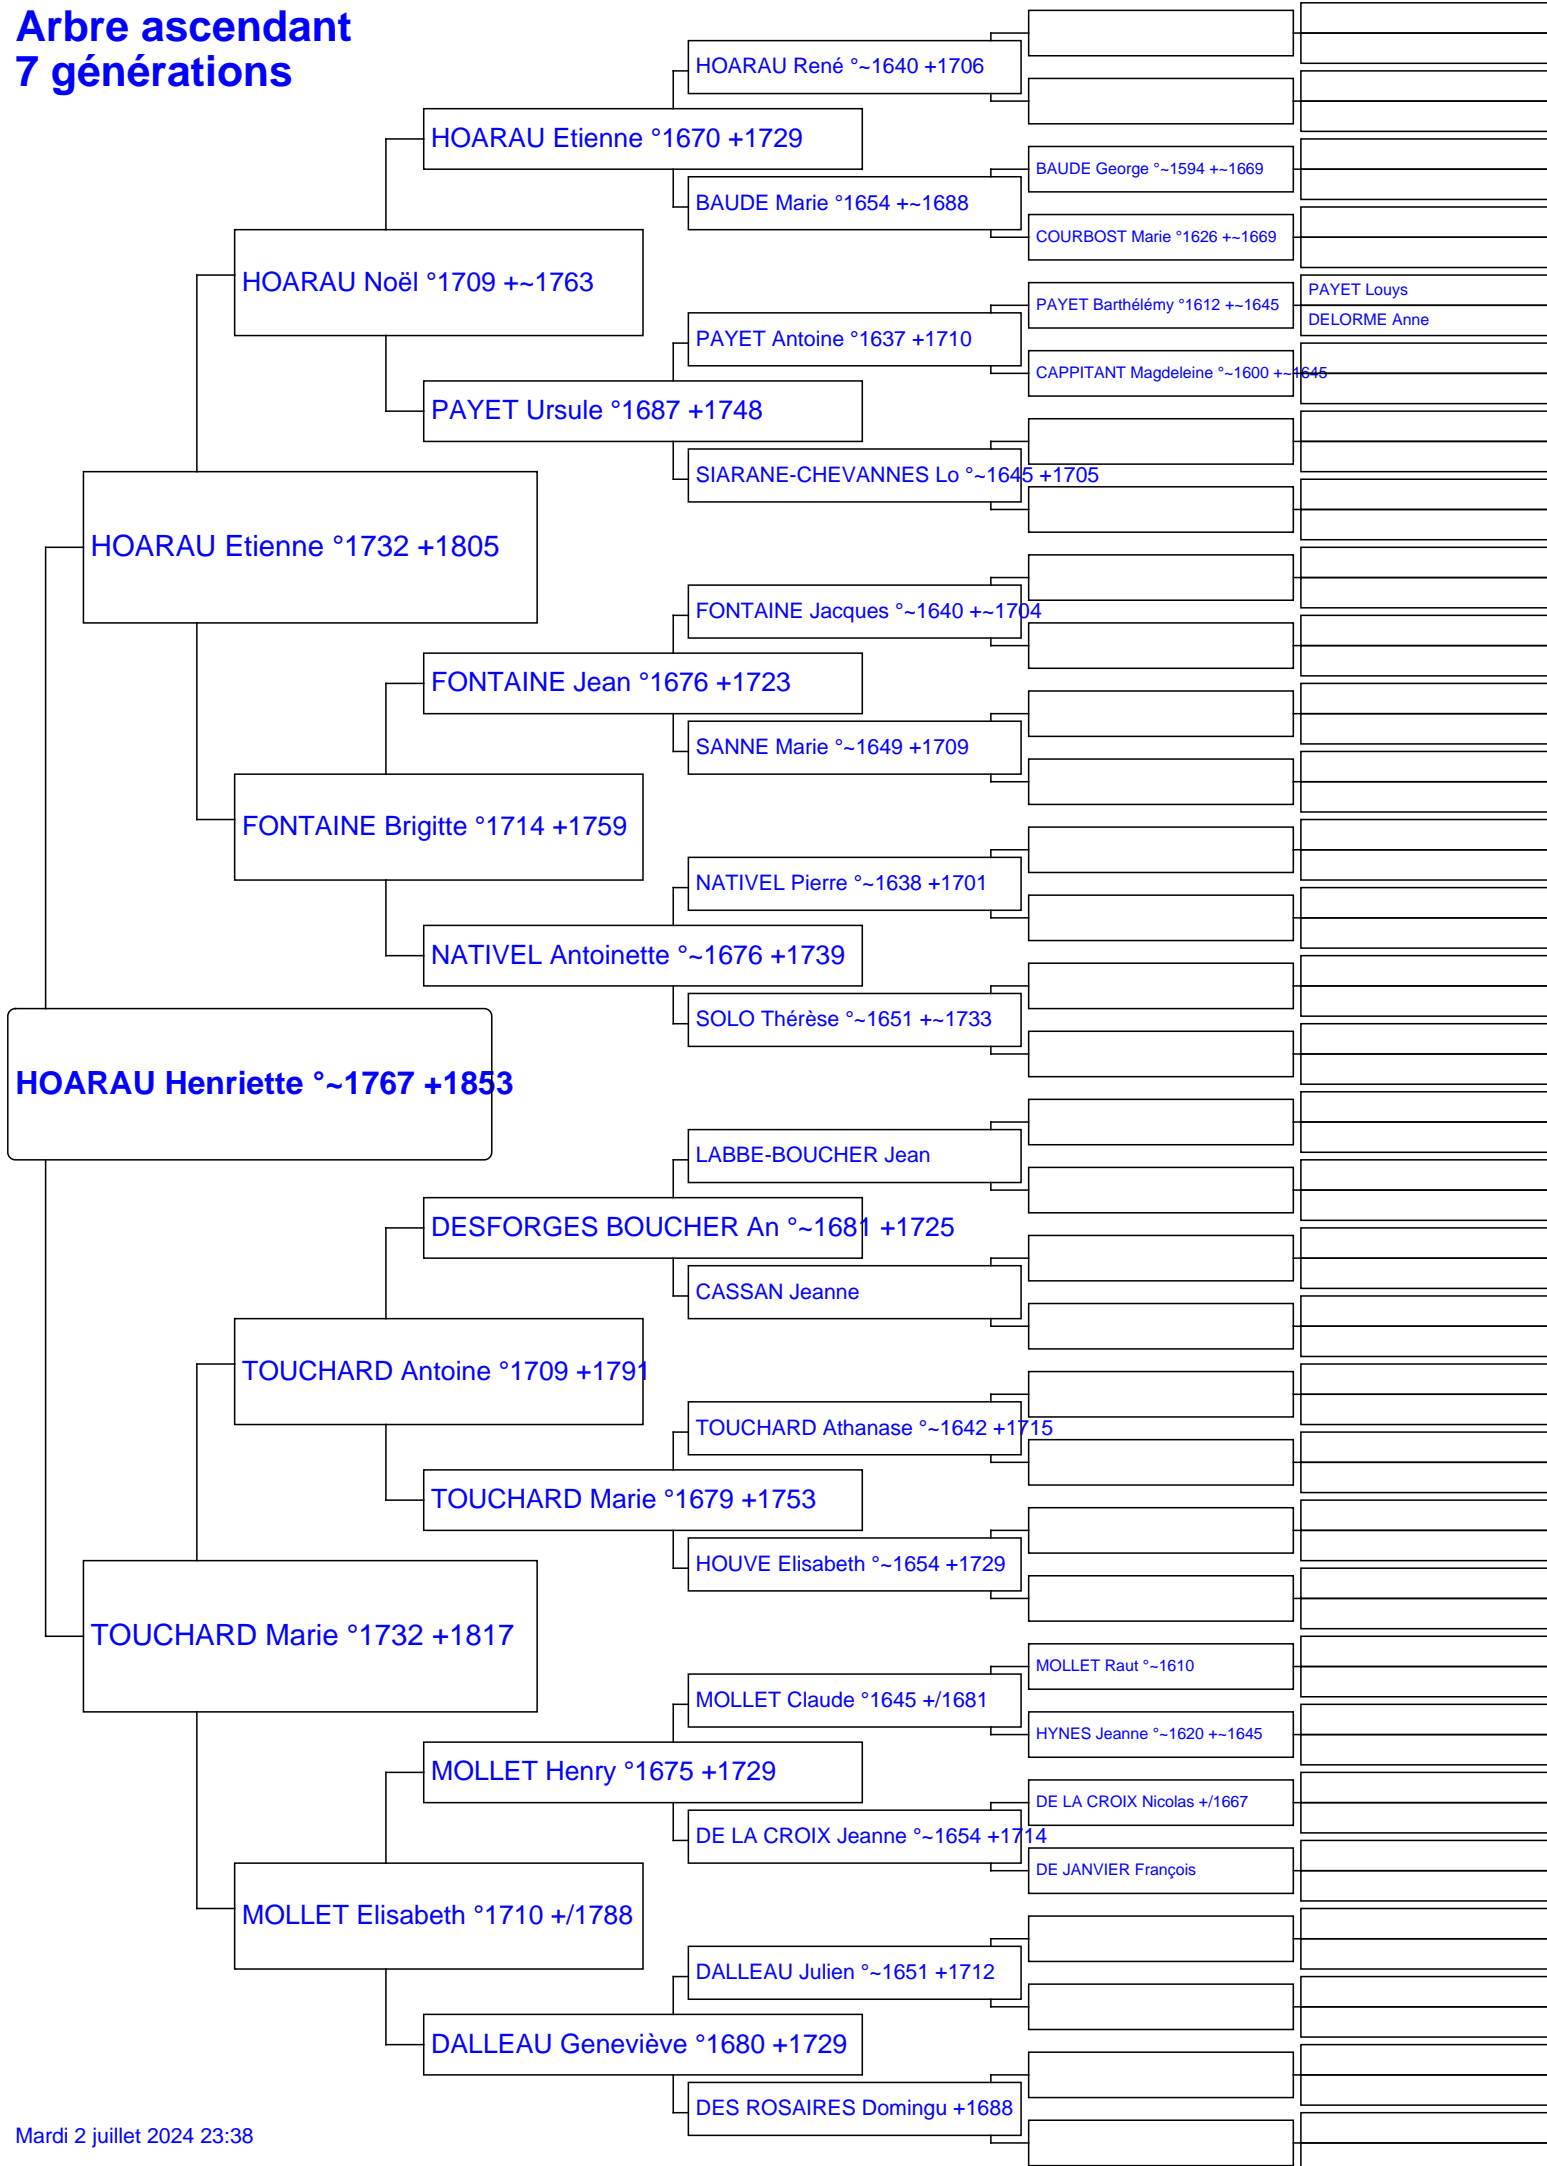 Arbre ascendant
7 générations
HOARAU René °~1640 +1706
HOARAU Etienne °1670 +1729
BAUDE George °~1594 +~1669
BAUDE Marie °1654 +~1688
COURBOST Marie °1626 +~1669
HOARAU Noël °1709 +~1763
PAYET Louys
PAYET Barthélémy °1612 +~1645
DELORME Anne
PAYET Antoine °1637 +1710
CAPPITANT Magdeleine °~1600 +~1645
PAYET Ursule °1687 +1748
SIARANE-CHEVANNES Lo °~1645 +1705
HOARAU Etienne °1732 +1805
FONTAINE Jacques °~1640 +~1704
FONTAINE Jean °1676 +1723
SANNE Marie °~1649 +1709
FONTAINE Brigitte °1714 +1759
NATIVEL Pierre °~1638 +1701
NATIVEL Antoinette °~1676 +1739
SOLO Thérèse °~1651 +~1733
HOARAU Henriette °~1767 +1853
LABBE-BOUCHER Jean
DESFORGES BOUCHER An °~1681 +1725
CASSAN Jeanne
TOUCHARD Antoine °1709 +1791
TOUCHARD Athanase °~1642 +1715
TOUCHARD Marie °1679 +1753
HOUVE Elisabeth °~1654 +1729
TOUCHARD Marie °1732 +1817
MOLLET Raut °~1610
MOLLET Claude °1645 +/1681
HYNES Jeanne °~1620 +~1645
MOLLET Henry °1675 +1729
DE LA CROIX Nicolas +/1667
DE LA CROIX Jeanne °~1654 +1714
DE JANVIER François
MOLLET Elisabeth °1710 +/1788
DALLEAU Julien °~1651 +1712
DALLEAU Geneviève °1680 +1729
DES ROSAIRES Domingu +1688
Mardi 2 juillet 2024 23:38